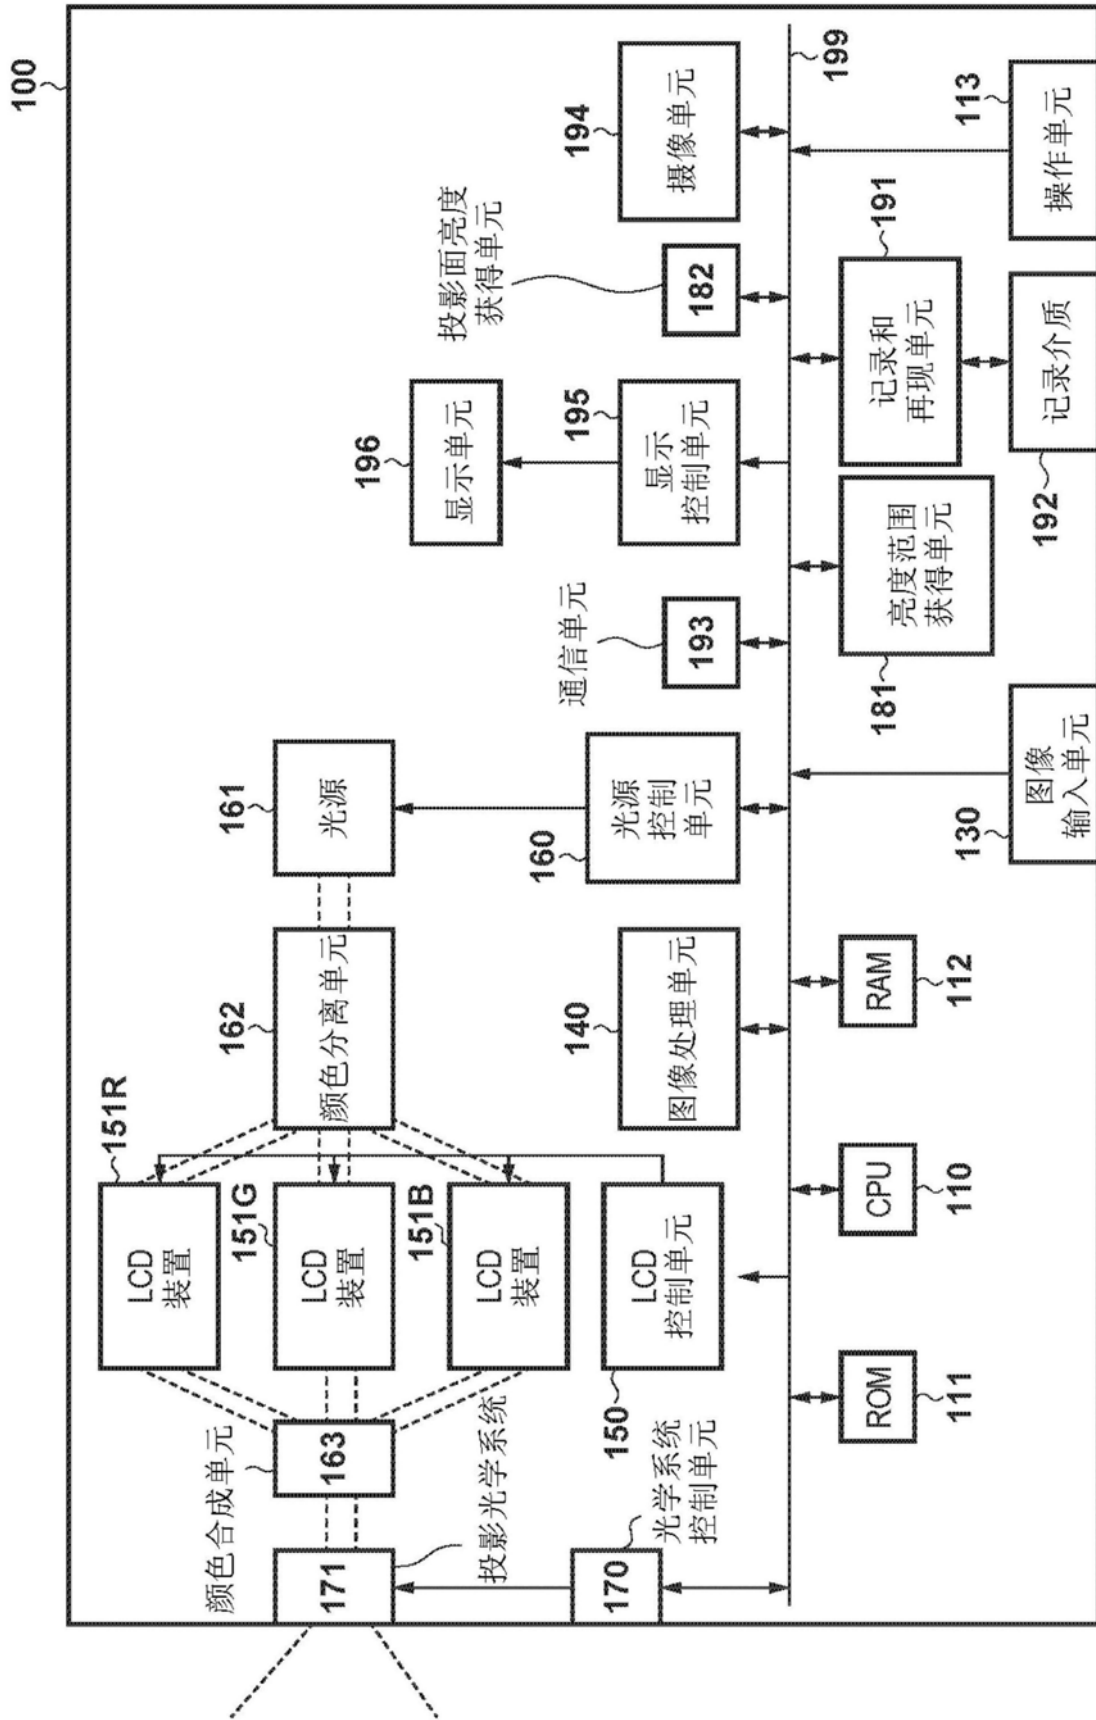 100
151R
LCD
装置
151G
LCD
装置
151B
LCD
装置
颜色合成单元
163
171
投影光学系统
162
颜色分离单元
161
光源
150
LCD
控制单元
170
光学系统
控制单元
140
图像处理单元
160
光源
控制
单元
通信单元
193
196
显示单元
195
显示
控制单元
投影面亮度
获得单元
182
194
摄像单元
199
ROM
111
CPU
110
RAM
112
130
图像
输入单元
181
亮度范围
获得单元
191
记录和
再现单元
192
记录介质
113
操作单元